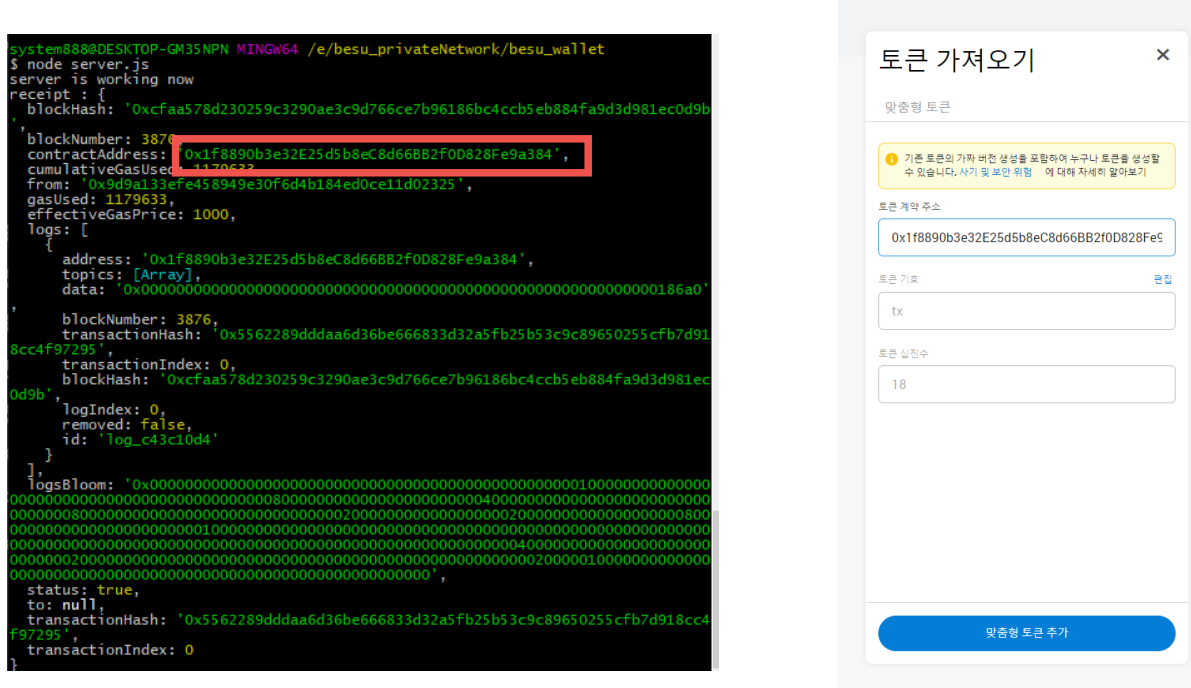 system888@DESKTOP-GM35NPN MINGW64 /e/besu_privateNetwork/besu_wallet
$ node server.js
server is working now
receipt : {
blockHash: '0xcfaa578d230259c3290ae3c9d766ce7b96186bc4ccb5eb884fa9d3d981ec0d9b
',
blockNumber: 3876,
contractAddress: '0x1f8890b3e32E25d5b8eC8d66BB2f0D828Fe9a384',
cumulativeGasUsed: 1179633,
from: '0x9d9a133efe458949e30f6d4b184ed0ce11d02325',
gasUsed: 1179633,
effectiveGasPrice: 1000,
logs: [
{
address: '0x1f8890b3e32E25d5b8eC8d66BB2f0D828Fe9a384',
topics: [Array],
data: '0x00000000000000000000000000000000000000000000000000000000000186a0'
,
blockNumber: 3876,
transactionHash: '0x5562289dddaa6d36be666833d32a5fb25b53c9c89650255cfb7d91
8cc4f97295',
transactionIndex: 0,
blockHash: '0xcfaa578d230259c3290ae3c9d766ce7b96186bc4ccb5eb884fa9d3d981ec
0d9b',
logIndex: 0,
removed: false,
id: 'log_c43c10d4'
}
],
logsBloom:
status: true,
to: null,
transactionHash: '0x5562289dddaa6d36be666833d32a5fb25b53c9c89650255cfb7d918cc4
f97295',
transactionIndex: 0
}
토큰 가져오기 ×
맞춤형 토큰
기존 토큰의 가짜 버전 생성을 포함하여 누구나 토큰을 생성할
수 있습니다. 사기 및 보안 위험 에 대해 자세히 알아보기
토큰 계약 주소
0x1f8890b3e32E25d5b8eC8d66BB2f0D828Fe9
토큰 기호 편집
tx
토큰 십진수
18
맞춤형 토큰 추가